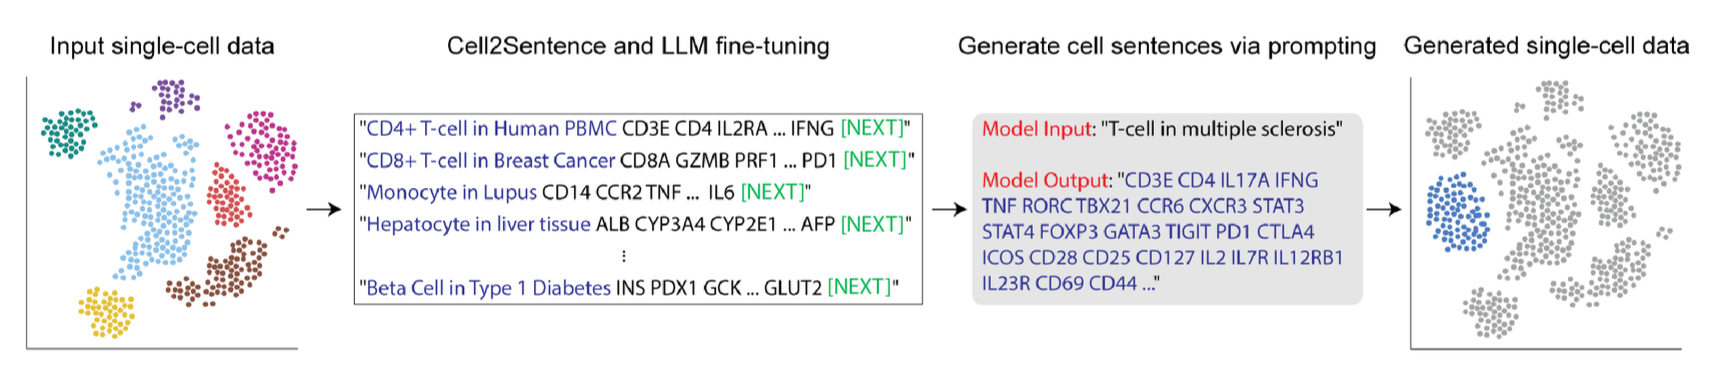 Input single-cell data
Cell2Sentence and LLM fine-tuning
Generate cell sentences via prompting
Generated single-cell data
"CD4+ T-cell in Human PBMC CD3E CD4 IL2RA ... IFNG [NEXT]"
"CD8+ T-cell in Breast Cancer CD8A GZMB PRF1 ... PD1 [NEXT]"
"Monocyte in Lupus CD14 CCR2 TNF ... IL6 [NEXT]"
"Hepatocyte in liver tissue ALB CYP3A4 CYP2E1 ... AFP [NEXT]"
⋮
"Beta Cell in Type 1 Diabetes INS PDX1 GCK ... GLUT2 [NEXT]"
Model Input: "T-cell in multiple sclerosis"
Model Output: "CD3E CD4 IL17A IFNG
TNF RORC TBX21 CCR6 CXCR3 STAT3
STAT4 FOXP3 GATA3 TIGIT PD1 CTLA4
ICOS CD28 CD25 CD127 IL2 IL7R IL12RB1
IL23R CD69 CD44 ..."